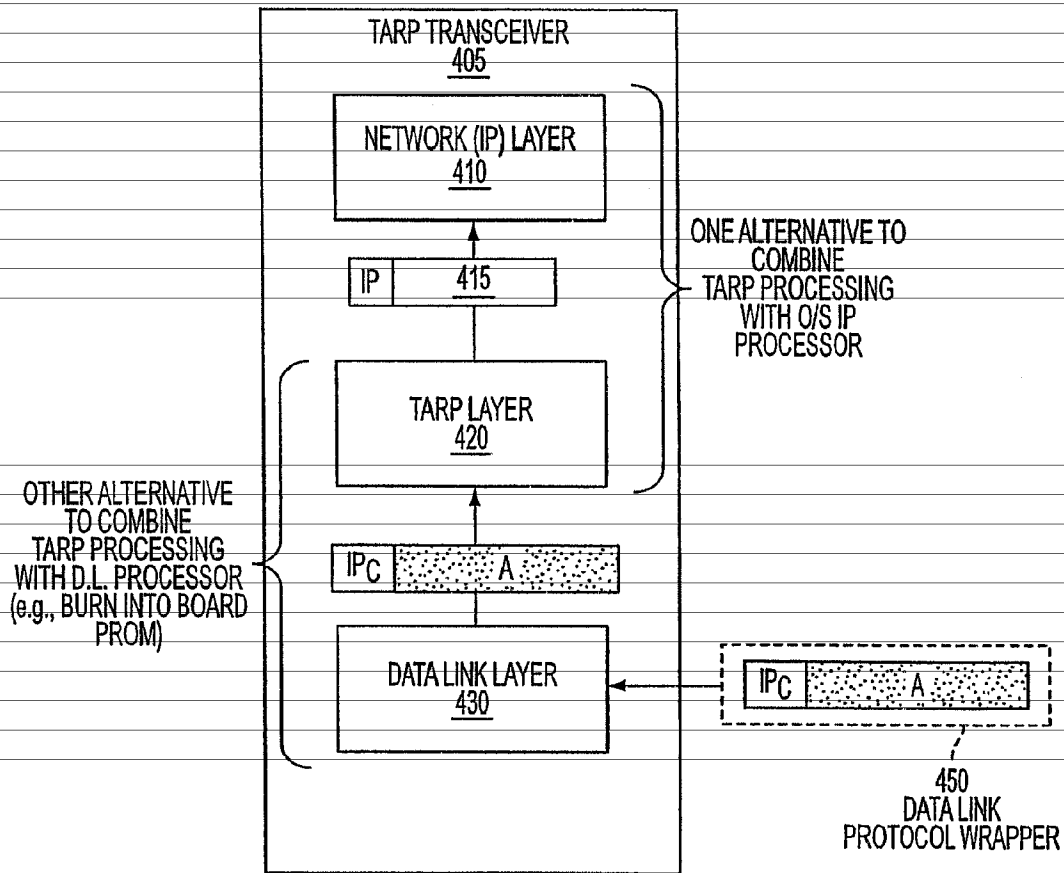 TARP TRANSCEIVER
405
NETWORK (IP) LAYER
410
IP
415
ONE ALTERNATIVE TO
COMBINE
TARP PROCESSING
WITH O/S IP
PROCESSOR
TARP LAYER
420
OTHER ALTERNATIVE
TO COMBINE
TARP PROCESSING
WITH D.L. PROCESSOR
(e.g., BURN INTO BOARD
PROM)
IPC
A
DATA LINK LAYER
430
IPC
A
450
DATA LINK
PROTOCOL WRAPPER